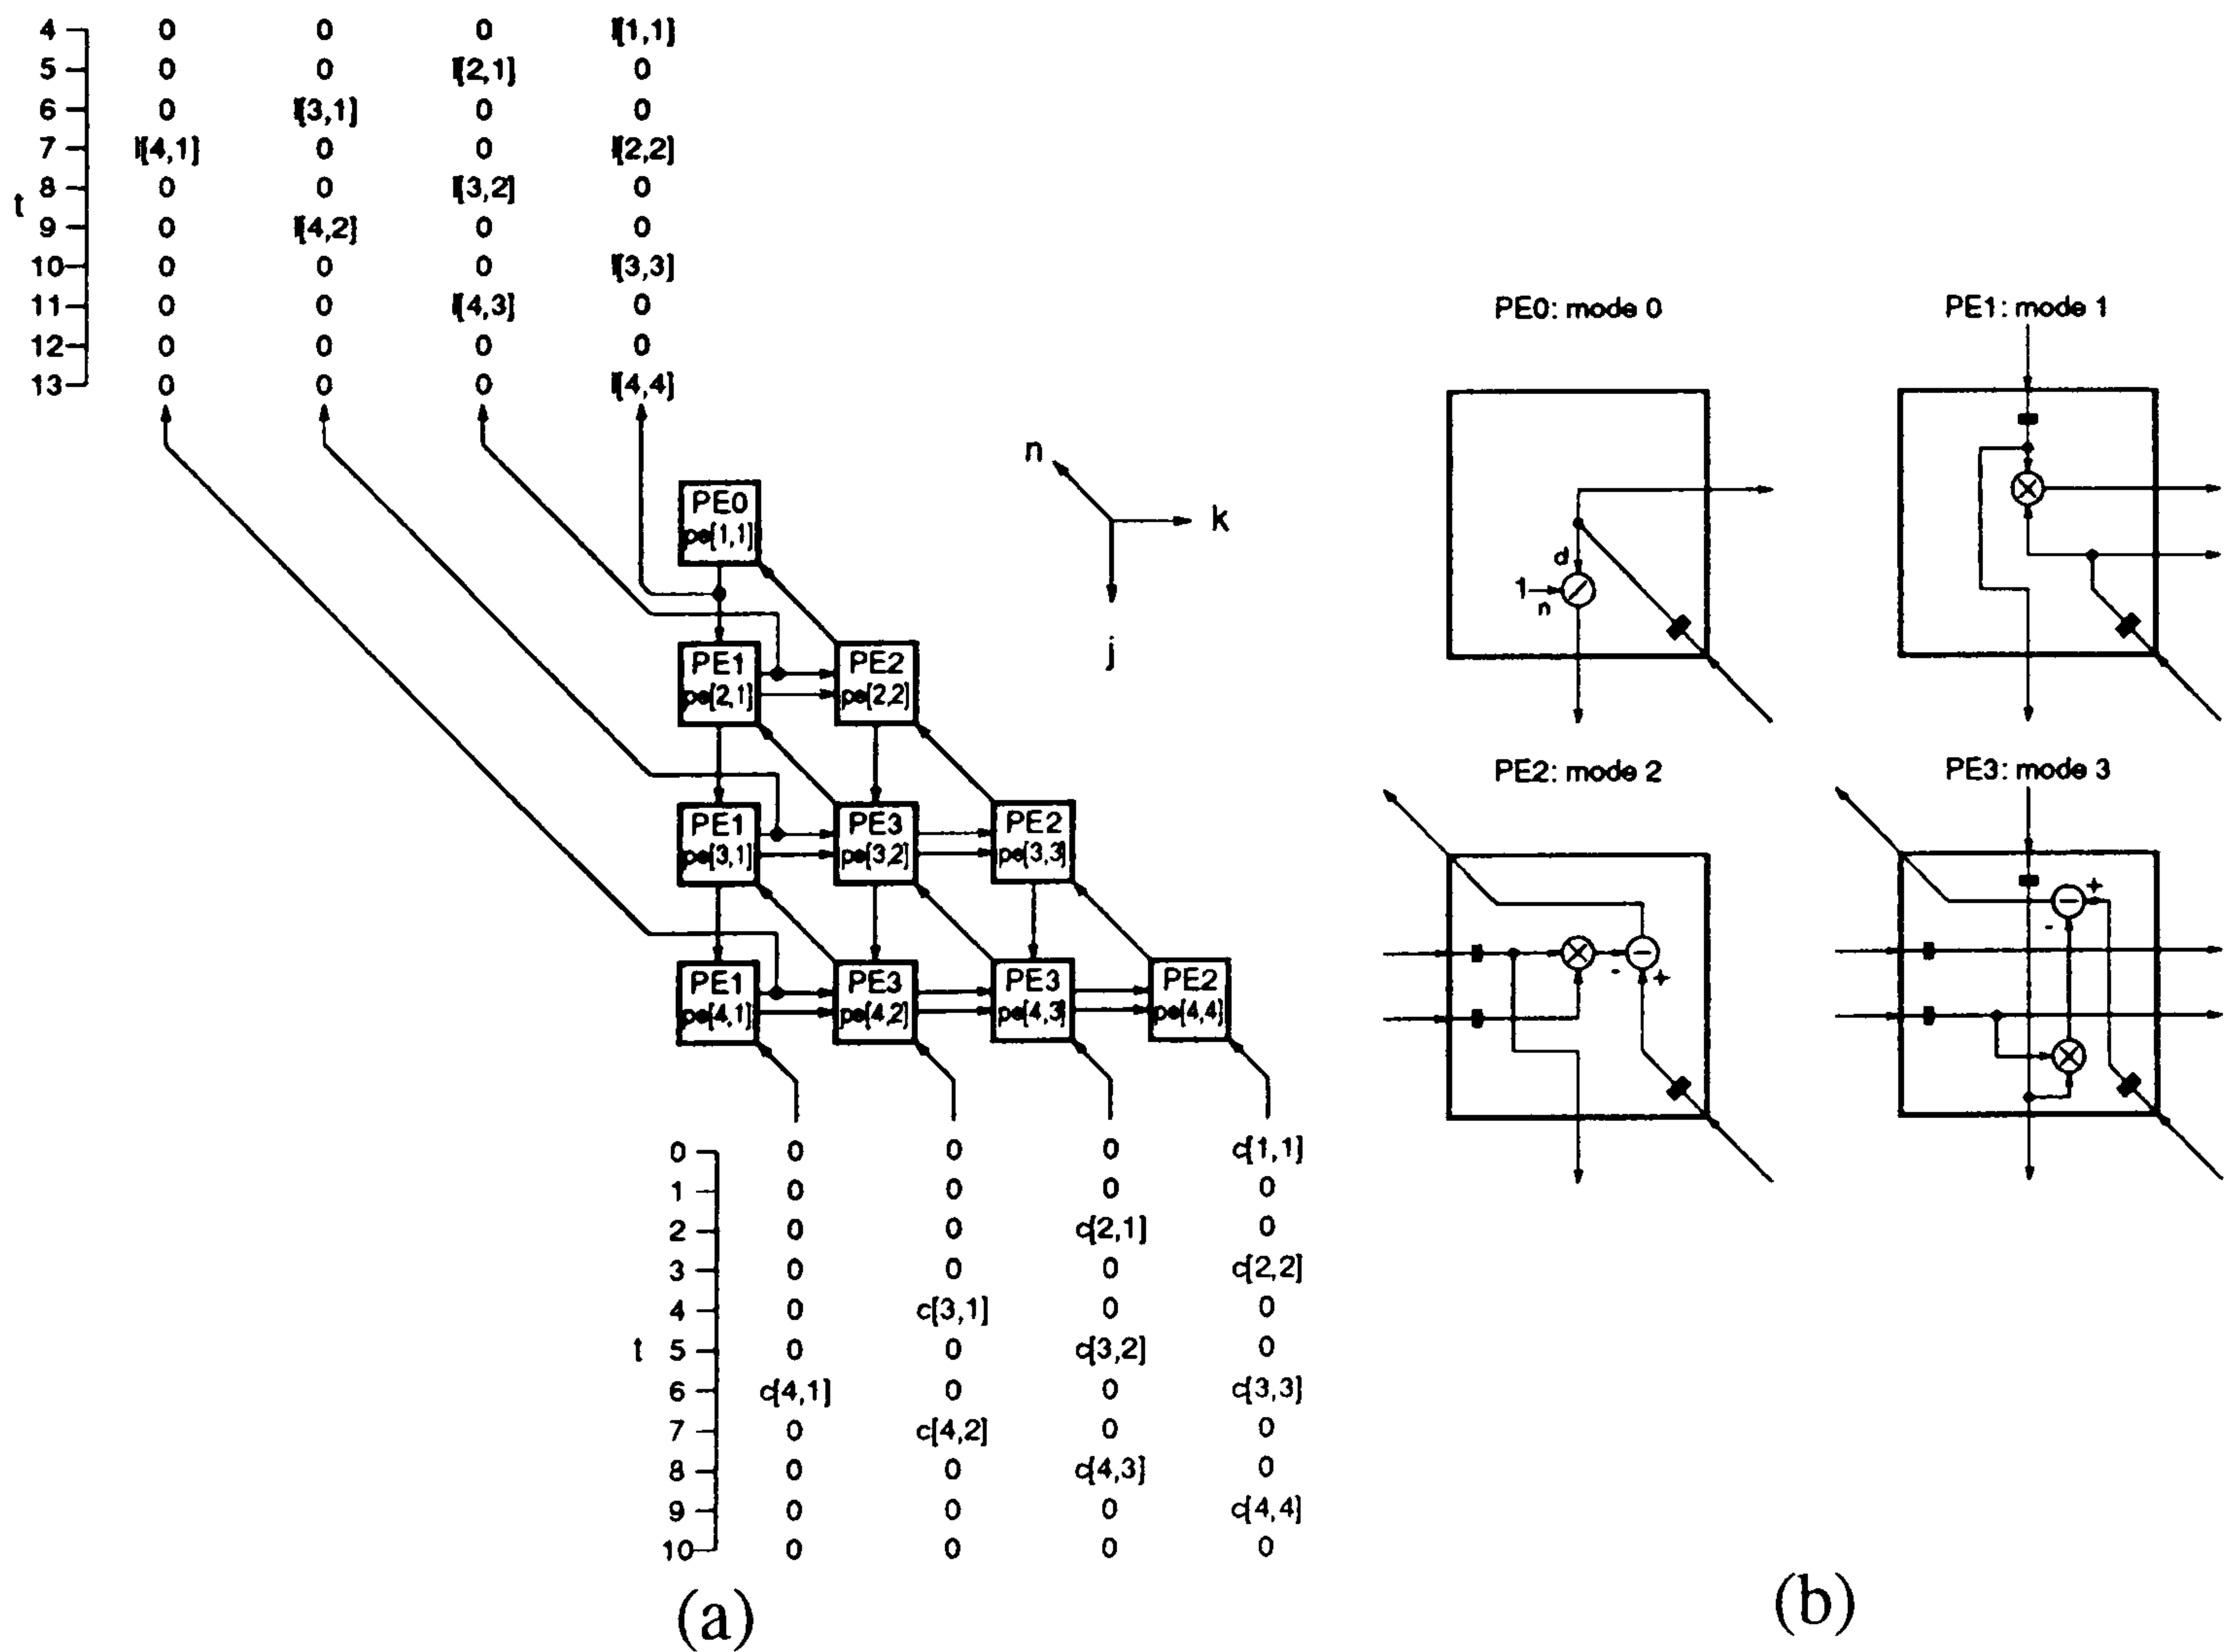 4 0 0 0 l[1,1]
5 0 0 l[2,1] 0
6 0 l[3,1] 0 0
7 l[4,1] 0 0 l[2,2]
t
8 0 0 l[3,2] 0
9 0 l[4,2] 0 0
10 0 0 0 l[3,3]
11 0 0 l[4,3] 0
12 0 0 0 0
13 0 0 0 l[4,4]
n
k
j
PE0
pe[1,1]
PE1 PE2
pe[2,1] pe[2,2]
PE1 PE3 PE2
pe[3,1] pe[3,2] pe[3,3]
PE1 PE3 PE3 PE2
pe[4,1] pe[4,2] pe[4,3] pe[4,4]
0 0 0 0 c[1,1]
1 0 0 0 0
2 0 0 c[2,1] 0
3 0 0 0 c[2,2]
4 0 c[3,1] 0 0
t 5 0 0 c[3,2] 0
6 c[4,1] 0 0 c[3,3]
7 0 c[4,2] 0 0
8 0 0 c[4,3] 0
9 0 0 0 c[4,4]
10 0 0 0 0
(a)
PE0: mode 0
d
1
n
PE1: mode 1
PE2: mode 2
- +
PE3: mode 3
+
-
(b)